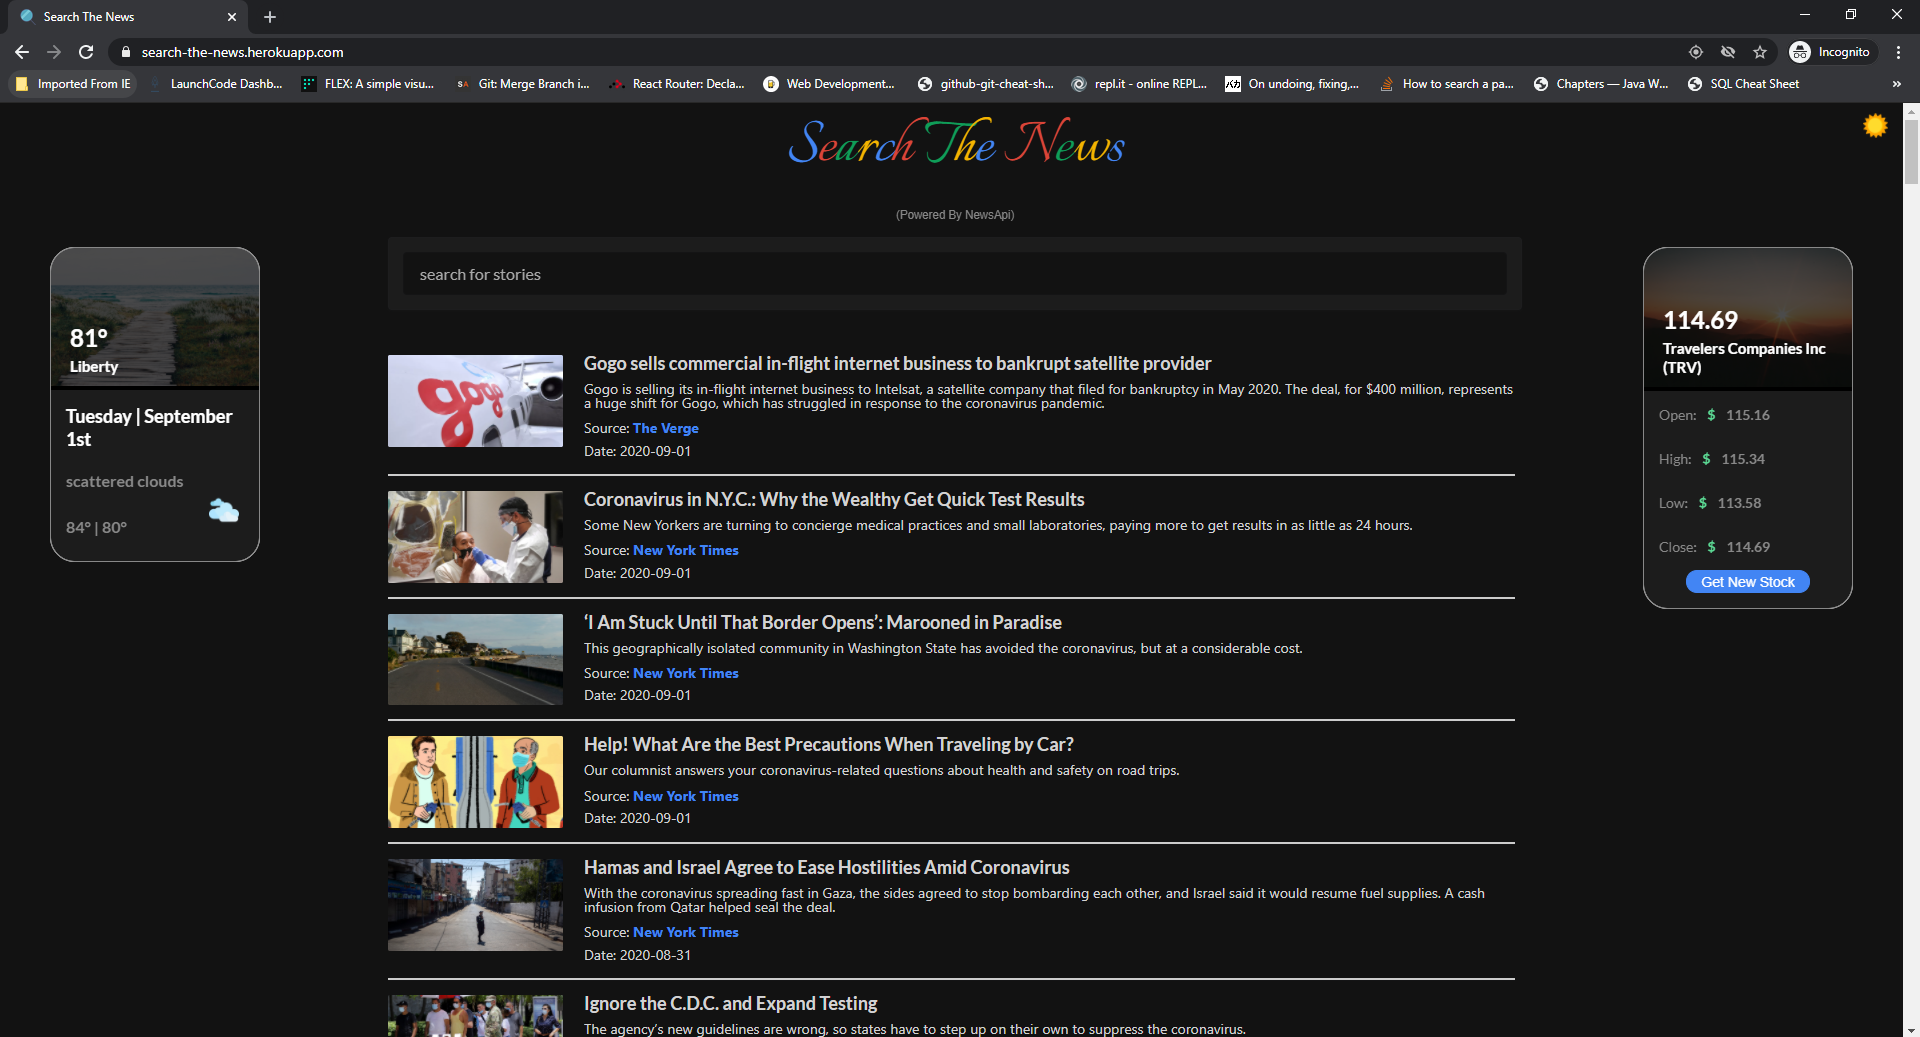 Search The News
search-the-news.herokuapp.com
Incognito
Imported From IE
LaunchCode Dashb...
FLEX: A simple visu...
SA
Git: Merge Branch i...
React Router: Decla...
Web Development...
github-git-cheat-sh...
repl.it - online REPL...
On undoing, fixing,...
How to search a pa...
Chapters — Java W...
SQL Cheat Sheet
»
Search The News
(Powered By NewsApi)
search for stories
81°
Liberty
Tuesday | September
1st
scattered clouds
84° | 80°
gogo
Gogo sells commercial in-flight internet business to bankrupt satellite provider
Gogo is selling its in-flight internet business to Intelsat, a satellite company that filed for bankruptcy in May 2020. The deal, for $400 million, represents
a huge shift for Gogo, which has struggled in response to the coronavirus pandemic.
Source: The Verge
Date: 2020-09-01
Coronavirus in N.Y.C.: Why the Wealthy Get Quick Test Results
Some New Yorkers are turning to concierge medical practices and small laboratories, paying more to get results in as little as 24 hours.
Source: New York Times
Date: 2020-09-01
‘I Am Stuck Until That Border Opens’: Marooned in Paradise
This geographically isolated community in Washington State has avoided the coronavirus, but at a considerable cost.
Source: New York Times
Date: 2020-09-01
Help! What Are the Best Precautions When Traveling by Car?
Our columnist answers your coronavirus-related questions about health and safety on road trips.
Source: New York Times
Date: 2020-09-01
Hamas and Israel Agree to Ease Hostilities Amid Coronavirus
With the coronavirus spreading fast in Gaza, the sides agreed to stop bombarding each other, and Israel said it would resume fuel supplies. A cash
infusion from Qatar helped seal the deal.
Source: New York Times
Date: 2020-08-31
Ignore the C.D.C. and Expand Testing
The agency’s new guidelines are wrong, so states have to step up on their own to suppress the coronavirus.
114.69
Travelers Companies Inc
(TRV)
Open: $ 115.16
High: $ 115.34
Low: $ 113.58
Close: $ 114.69
Get New Stock